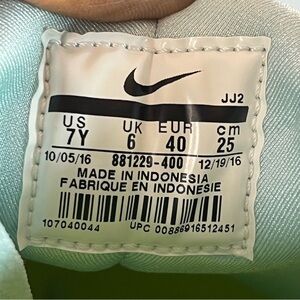 JJ2
US UK EUR cm
7Y 6 40 25
10/05/16 881229-400 12/19/16
MADE IN INDONESIA
FABRIQUE EN INDONESIE
107040044 UPC 00886916512451